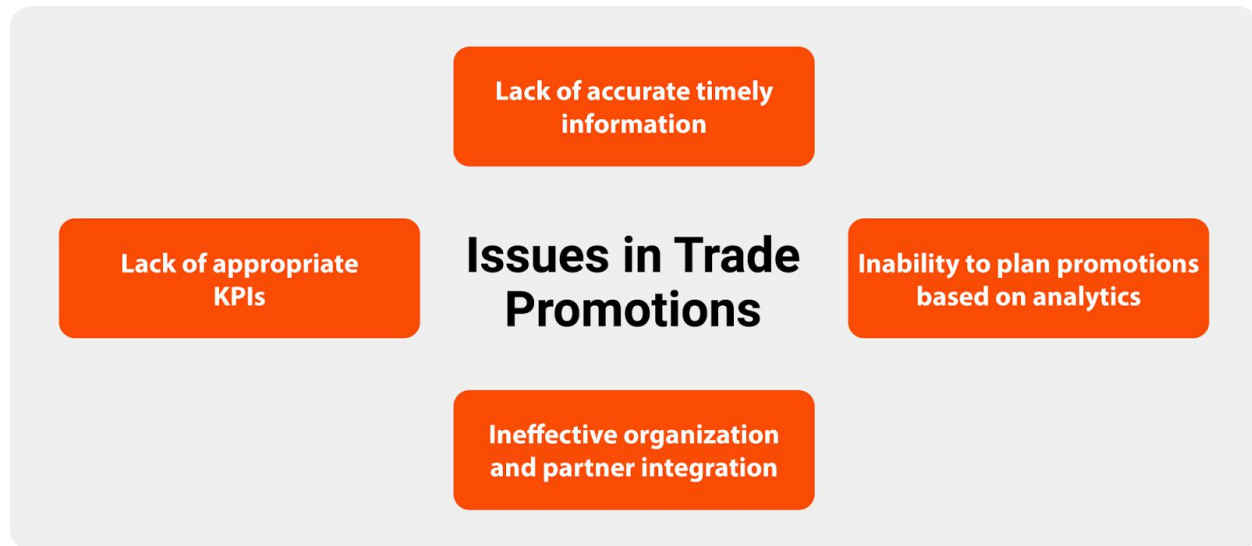 Lack of accurate timely
information
Lack of appropriate
KPIs
Issues in Trade
Promotions
Inability to plan promotions
based on analytics
Ineffective organization
and partner integration